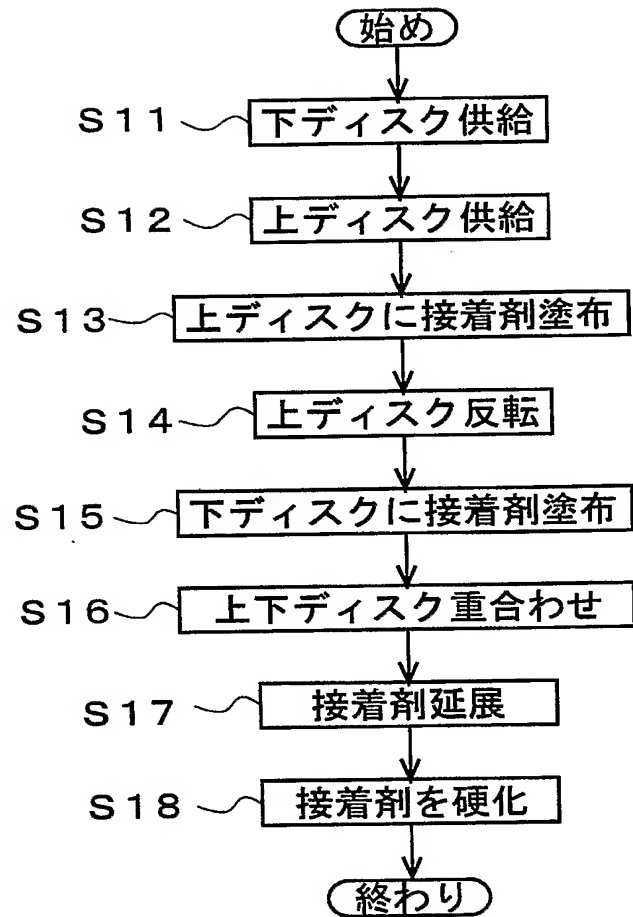 始め
S11 下ディスク供給
S12 上ディスク供給
S13 上ディスクに接着剤塗布
S14 上ディスク反転
S15 下ディスクに接着剤塗布
S16 上下ディスク重合わせ
S17 接着剤延展
S18 接着剤を硬化
終わり